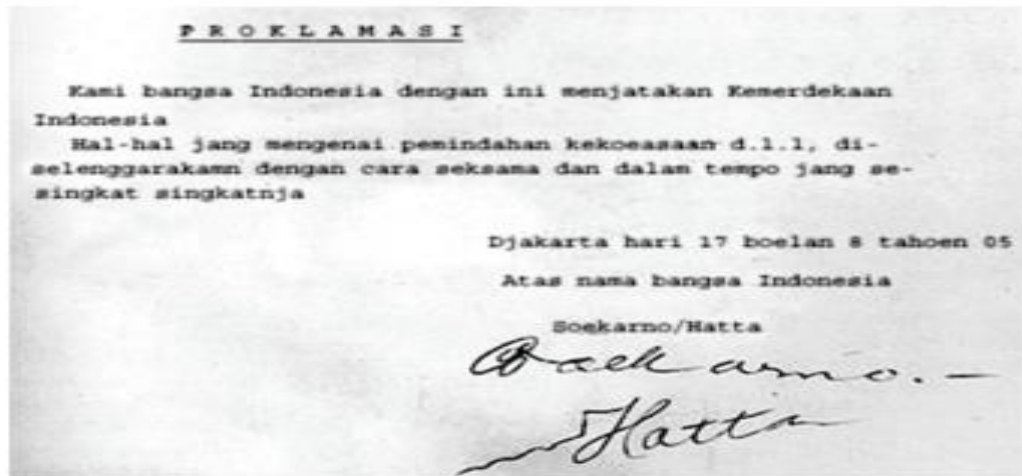 P R O K L A M A S I
Kami bangsa Indonesia dengan ini menjatakan Kemerdekaan
Indonesia
Hal-hal jang mengenai pemindahan kekoeasaan d.l.l, di-
selenggarakamn dengan cara seksama dan dalam tempo jang se-
singkat singkatnja
Djakarta hari 17 boelan 8 tahoen 05
Atas nama bangsa Indonesia
Soekarno/Hatta
Soekarno.-
Hatta